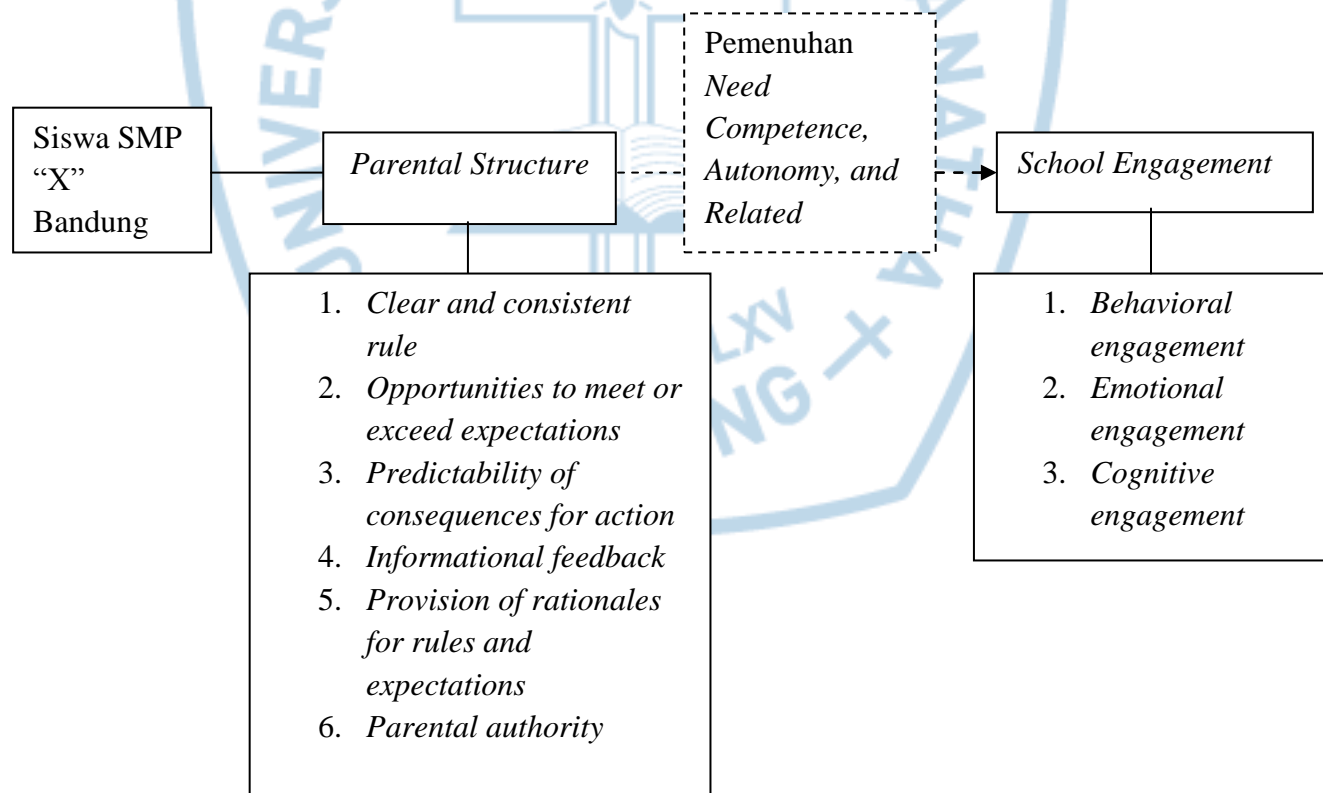 Siswa SMP
“X”
Bandung
Parental Structure
Pemenuhan
Need
Competence,
Autonomy, and
Related
School Engagement
1. Clear and consistent
rule
2. Opportunities to meet or
exceed expectations
3. Predictability of
consequences for action
4. Informational feedback
5. Provision of rationales
for rules and
expectations
6. Parental authority
1. Behavioral
engagement
2. Emotional
engagement
3. Cognitive
engagement